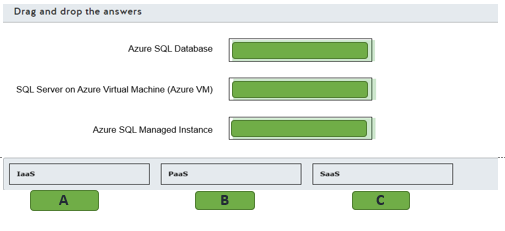 Drag and drop the answers
Azure SQL Database
SQL Server on Azure Virtual Machine (Azure VM)
Azure SQL Managed Instance
IaaS PaaS SaaS
A B C